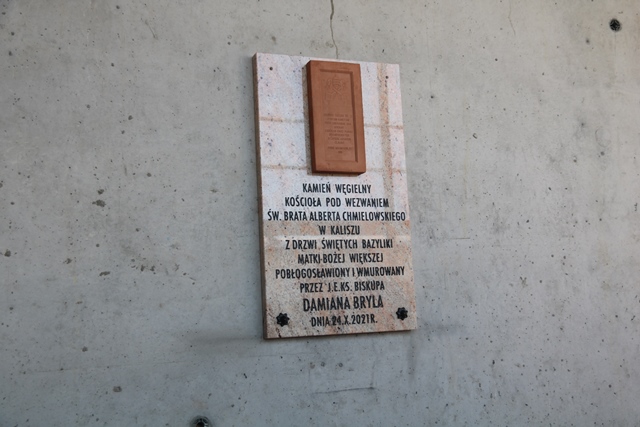 KAMIEŃ WĘGIELNY
KOŚCIOŁA POD WEZWANIEM
ŚW. BRATA ALBERTA CHMIELOWSKIEGO
W KALISZU
Z DRZWI ŚWIĘTYCH BAZYLIKI
MATKI BOŻEJ WIĘKSZEJ
POBŁOGOSŁAWIONY I WMUROWANY
PRZEZ J.E.KS. BISKUPA
DAMIANA BRYLA
DNIA 24.X.2021R.